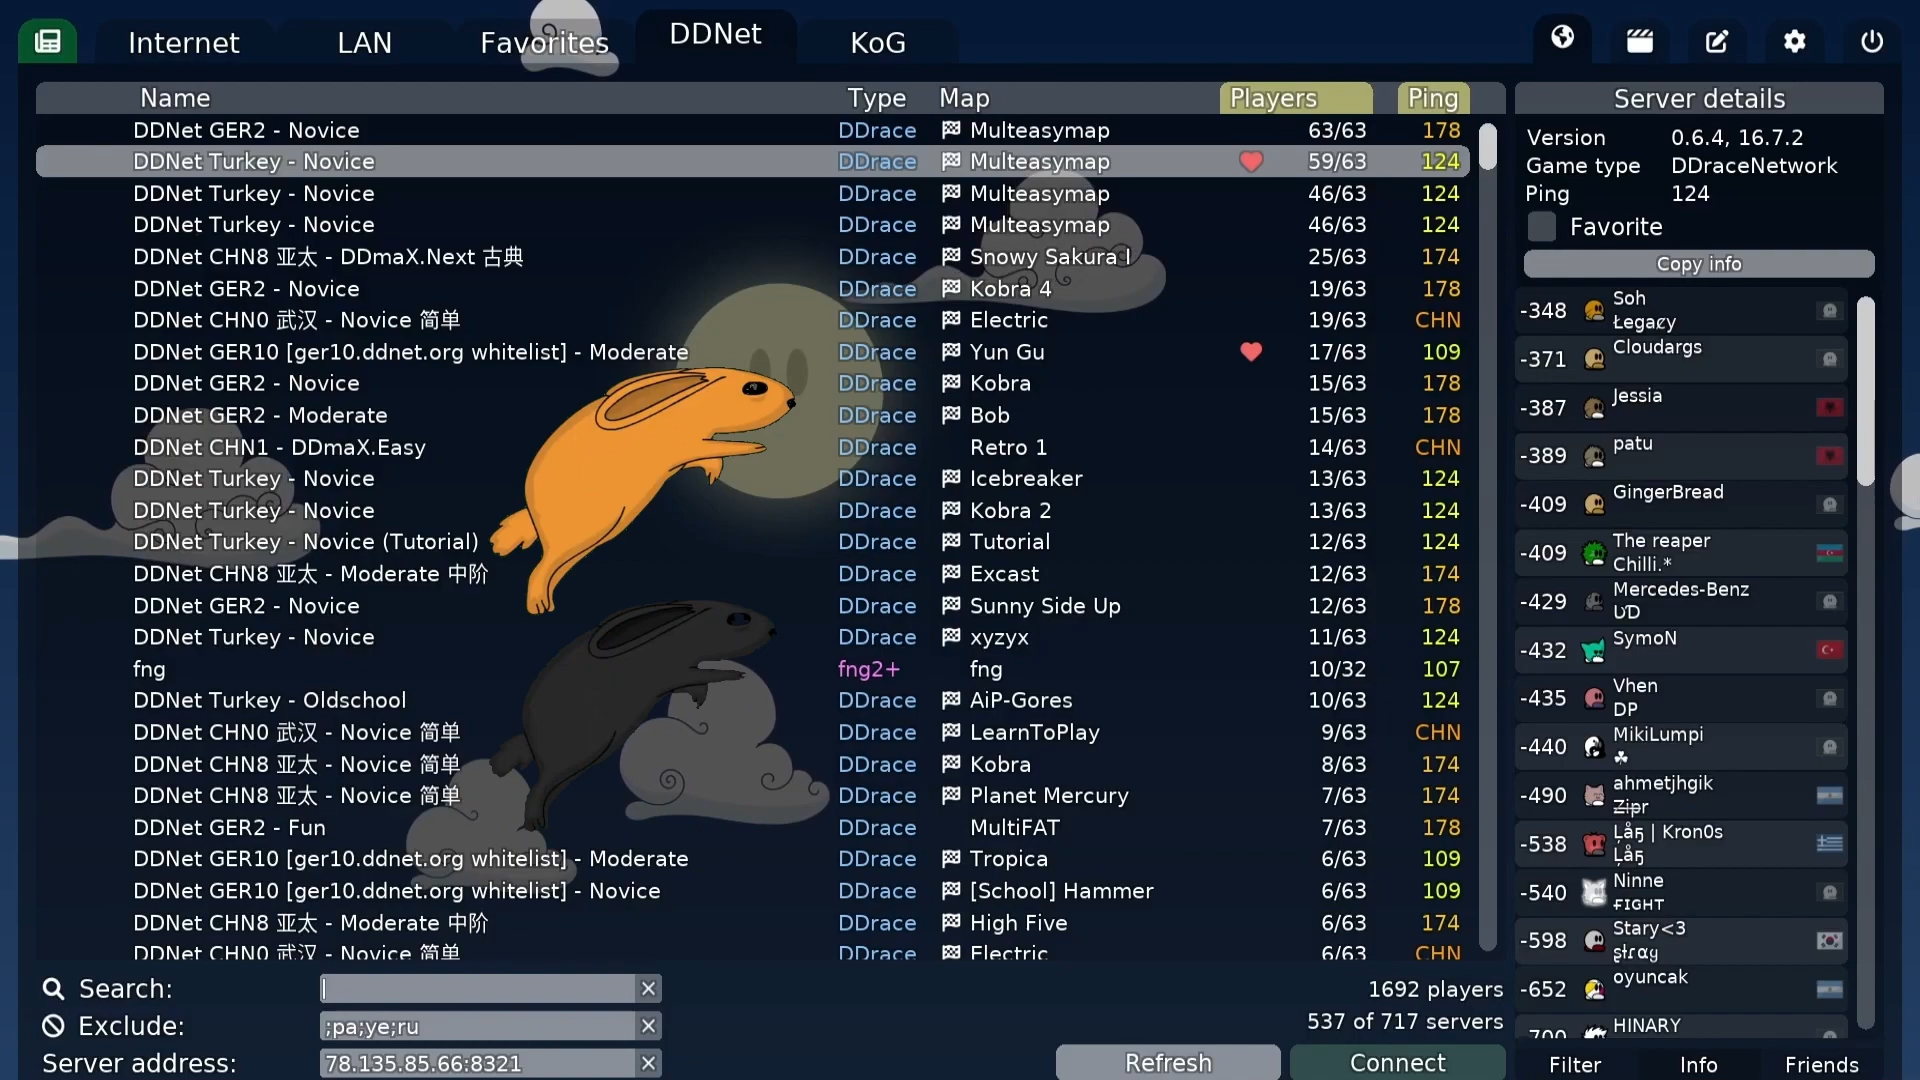 Internet LAN Favorites DDNet KoG
Name Type Map Players Ping
DDNet GER2 - Novice DDrace Multeasymap 63/63 178
DDNet Turkey - Novice DDrace Multeasymap 59/63 124
DDNet Turkey - Novice DDrace Multeasymap 46/63 124
DDNet Turkey - Novice DDrace Multeasymap 46/63 124
DDNet CHN8 亚太 - DDmaX.Next 古典 DDrace Snowy Sakura I 25/63 174
DDNet GER2 - Novice DDrace Kobra 4 19/63 178
DDNet CHN0 武汉 - Novice 简单 DDrace Electric 19/63 CHN
DDNet GER10 [ger10.ddnet.org whitelist] - Moderate DDrace Yun Gu 17/63 109
DDNet GER2 - Novice DDrace Kobra 15/63 178
DDNet GER2 - Moderate DDrace Bob 15/63 178
DDNet CHN1 - DDmaX.Easy DDrace Retro 1 14/63 CHN
DDNet Turkey - Novice DDrace Icebreaker 13/63 124
DDNet Turkey - Novice DDrace Kobra 2 13/63 124
DDNet Turkey - Novice (Tutorial) DDrace Tutorial 12/63 124
DDNet CHN8 亚太 - Moderate 中阶 DDrace Excast 12/63 174
DDNet GER2 - Novice DDrace Sunny Side Up 12/63 178
DDNet Turkey - Novice DDrace xyzyx 11/63 124
fng fng2+ fng 10/32 107
DDNet Turkey - Oldschool DDrace AiP-Gores 10/63 124
DDNet CHN0 武汉 - Novice 简单 DDrace LearnToPlay 9/63 CHN
DDNet CHN8 亚太 - Novice 简单 DDrace Kobra 8/63 174
DDNet CHN8 亚太 - Novice 简单 DDrace Planet Mercury 7/63 174
DDNet GER2 - Fun DDrace MultiFAT 7/63 178
DDNet GER10 [ger10.ddnet.org whitelist] - Moderate DDrace Tropica 6/63 109
DDNet GER10 [ger10.ddnet.org whitelist] - Novice DDrace [School] Hammer 6/63 109
DDNet CHN8 亚太 - Moderate 中阶 DDrace High Five 6/63 174
DDNet CHN0 武汉 - Novice 简单 DDrace Electric 6/63 CHN
Search:
Exclude: ;pa;ye;ru
Server address: 78.135.85.66:8321
1692 players
537 of 717 servers
Refresh Connect
Server details
Version 0.6.4, 16.7.2
Game type DDraceNetwork
Ping 124
Favorite
Copy info
-348 Soh
Łegaȼy
-371 Cloudargs
-387 Jessia
-389 patu
-409 GingerBread
-409 The reaper
Chilli.*
-429 Mercedes-Benz
-432 SymoN
-435 Vhen
DP
-440 MikiLumpi
☘
-490 ahmetjhgik
Zipr
-538 Ļåƽ | Kron0s
Ļåƽ
-540 Ninne
ғɪɢʜᴛ
-598 Stary<3
-652 oyuncak
-700 HINARY
Filter Info Friends